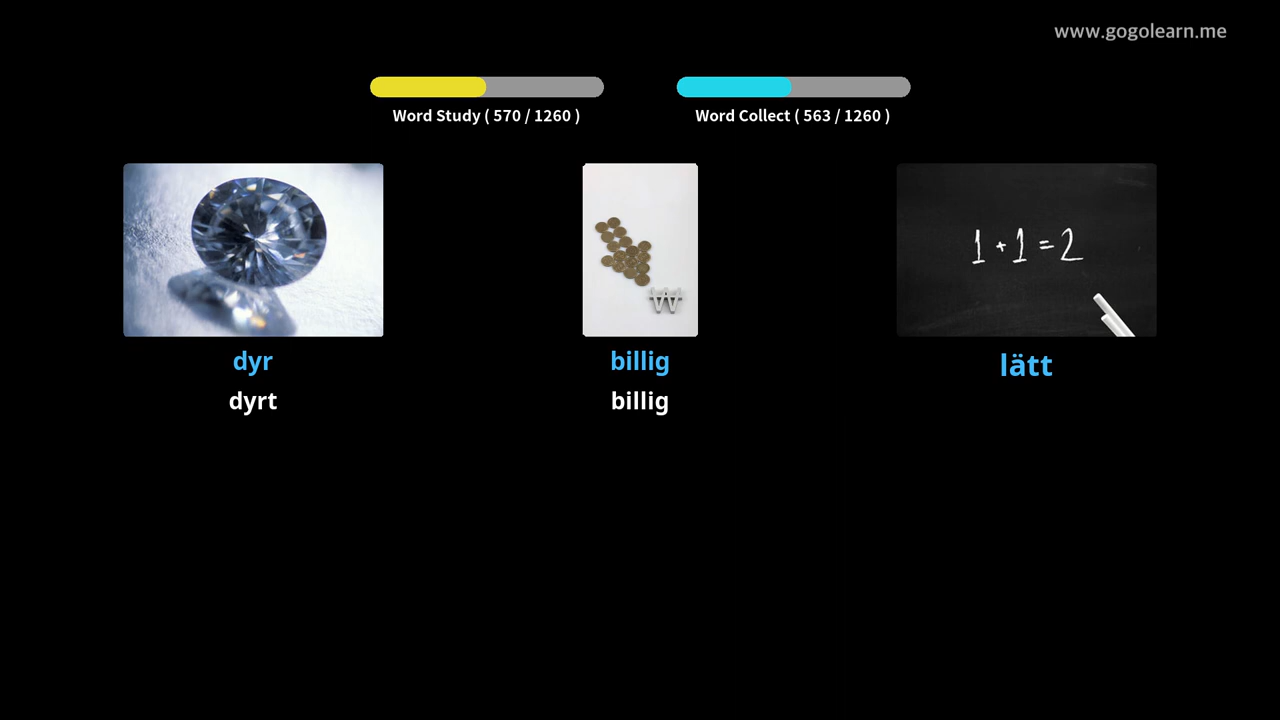 www.gogolearn.me
Word Study ( 570 / 1260 )
Word Collect ( 563 / 1260 )
1 + 1 = 2
₩
dyr
billig
lätt
dyrt
billig